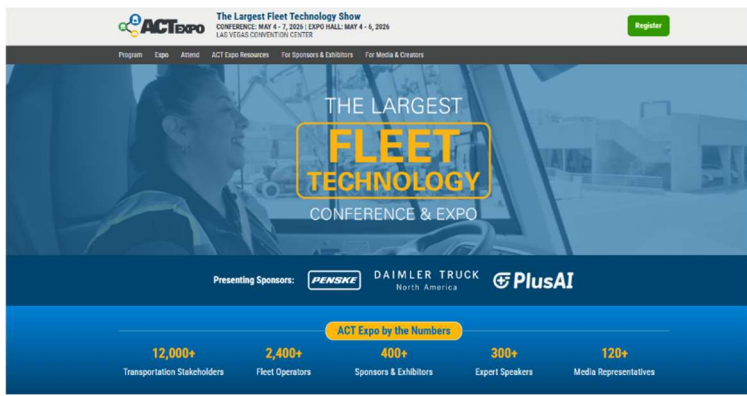 ACT EXPO
The Largest Fleet Technology Show
CONFERENCE: MAY 4 - 7, 2026 | EXPO HALL: MAY 4 - 6, 2026
LAS VEGAS CONVENTION CENTER
Register
Program Expo Attend ACT Expo Resources For Sponsors & Exhibitors For Media & Creators
THE LARGEST
FLEET
TECHNOLOGY
CONFERENCE & EXPO
Presenting Sponsors: PENSKE DAIMLER TRUCK North America PlusAI
ACT Expo by the Numbers
12,000+ 2,400+ 400+ 300+ 120+
Transportation Stakeholders Fleet Operators Sponsors & Exhibitors Expert Speakers Media Representatives